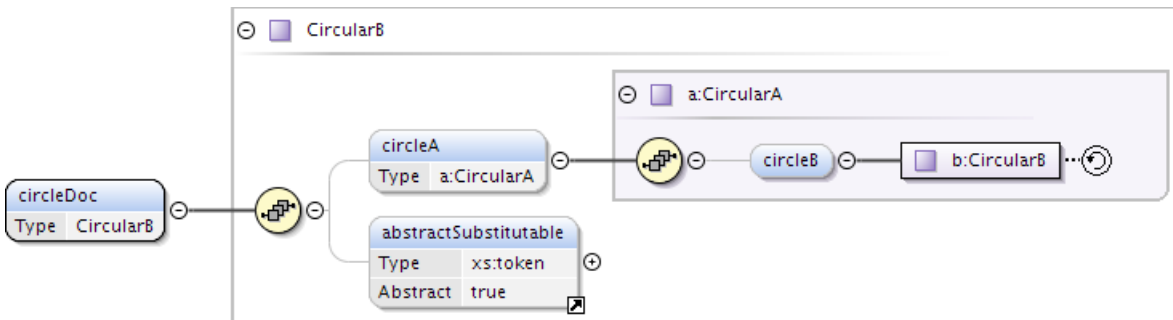 CircularB
a:CircularA
circleA
Type a:CircularA
circleB
b:CircularB
circleDoc
Type CircularB
abstractSubstitutable
Type xs:token
Abstract true